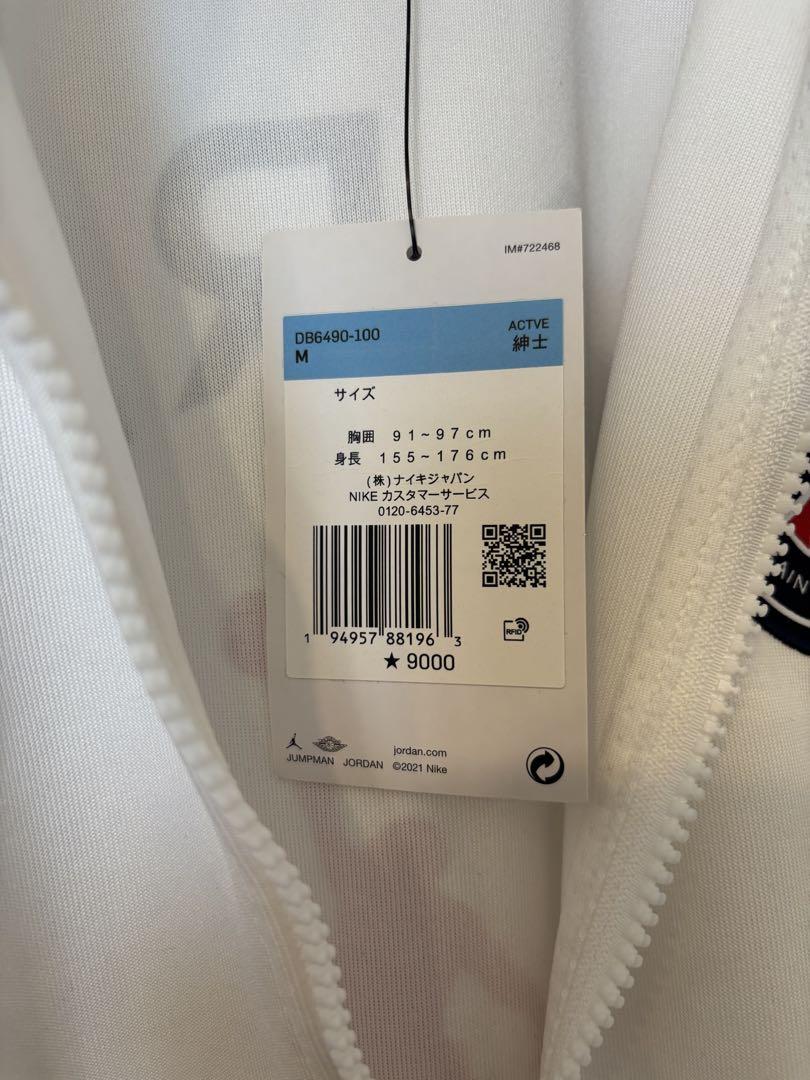 IM#722468
DB6490-100
M
ACTVE
紳士
サイズ
胸囲 91~97cm
身長 155~176cm
(株)ナイキジャパン
NIKE カスタマーサービス
0120-6453-77
1 94957 88196 3
RFID
★ 9000
JUMPMAN JORDAN
jordan.com
©2021 Nike